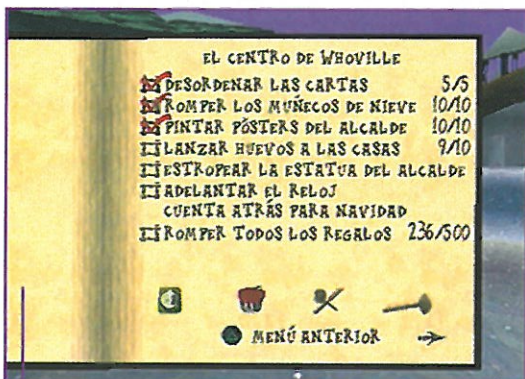 EL CENTRO DE WHOVILLE
DESORDENAR LAS CARTAS 5/5
ROMPER LOS MUÑECOS DE NIEVE 10/10
PINTAR PÓSTERS DEL ALCALDE 10/10
LANZAR HUEVOS A LAS CASAS 9/10
ESTROPEAR LA ESTATUA DEL ALCALDE
ADELANTAR EL RELOJ
CUENTA ATRÁS PARA NAVIDAD
ROMPER TODOS LOS REGALOS 236/500
MENÚ ANTERIOR